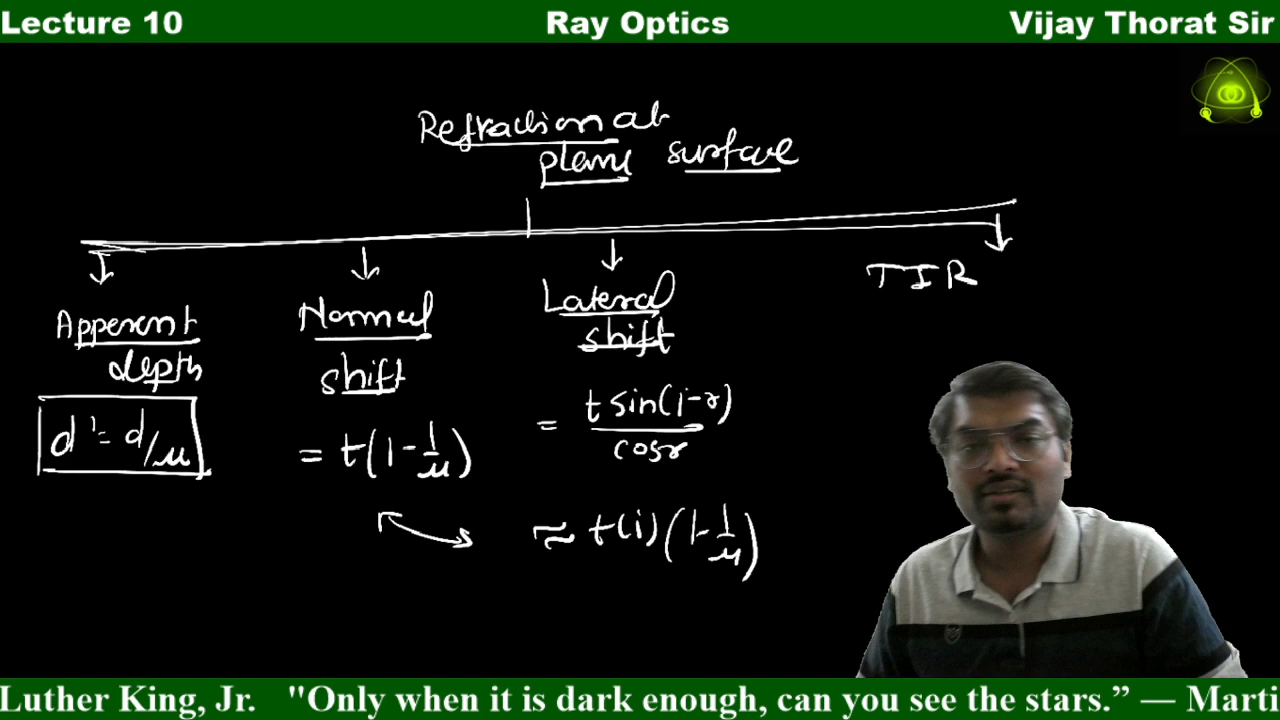 Lecture 10
Ray Optics
Vijay Thorat Sir
Refraction at
plane surface
Apperent
depth
d' = d/μ
Normal
shift
= t(1-1/μ)
Lateral
shift
= t sin(i-r)/cosr
≈ t(i)(1-1/μ)
TIR
Luther King, Jr. "Only when it is dark enough, can you see the stars.” — Marti